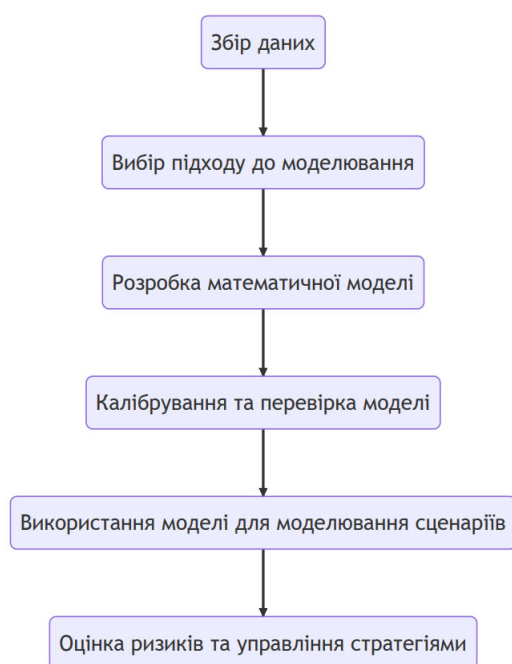 Збір даних
Вибір підходу до моделювання
Розробка математичної моделі
Калібрування та перевірка моделі
Використання моделі для моделювання сценаріїв
Оцінка ризиків та управління стратегіями